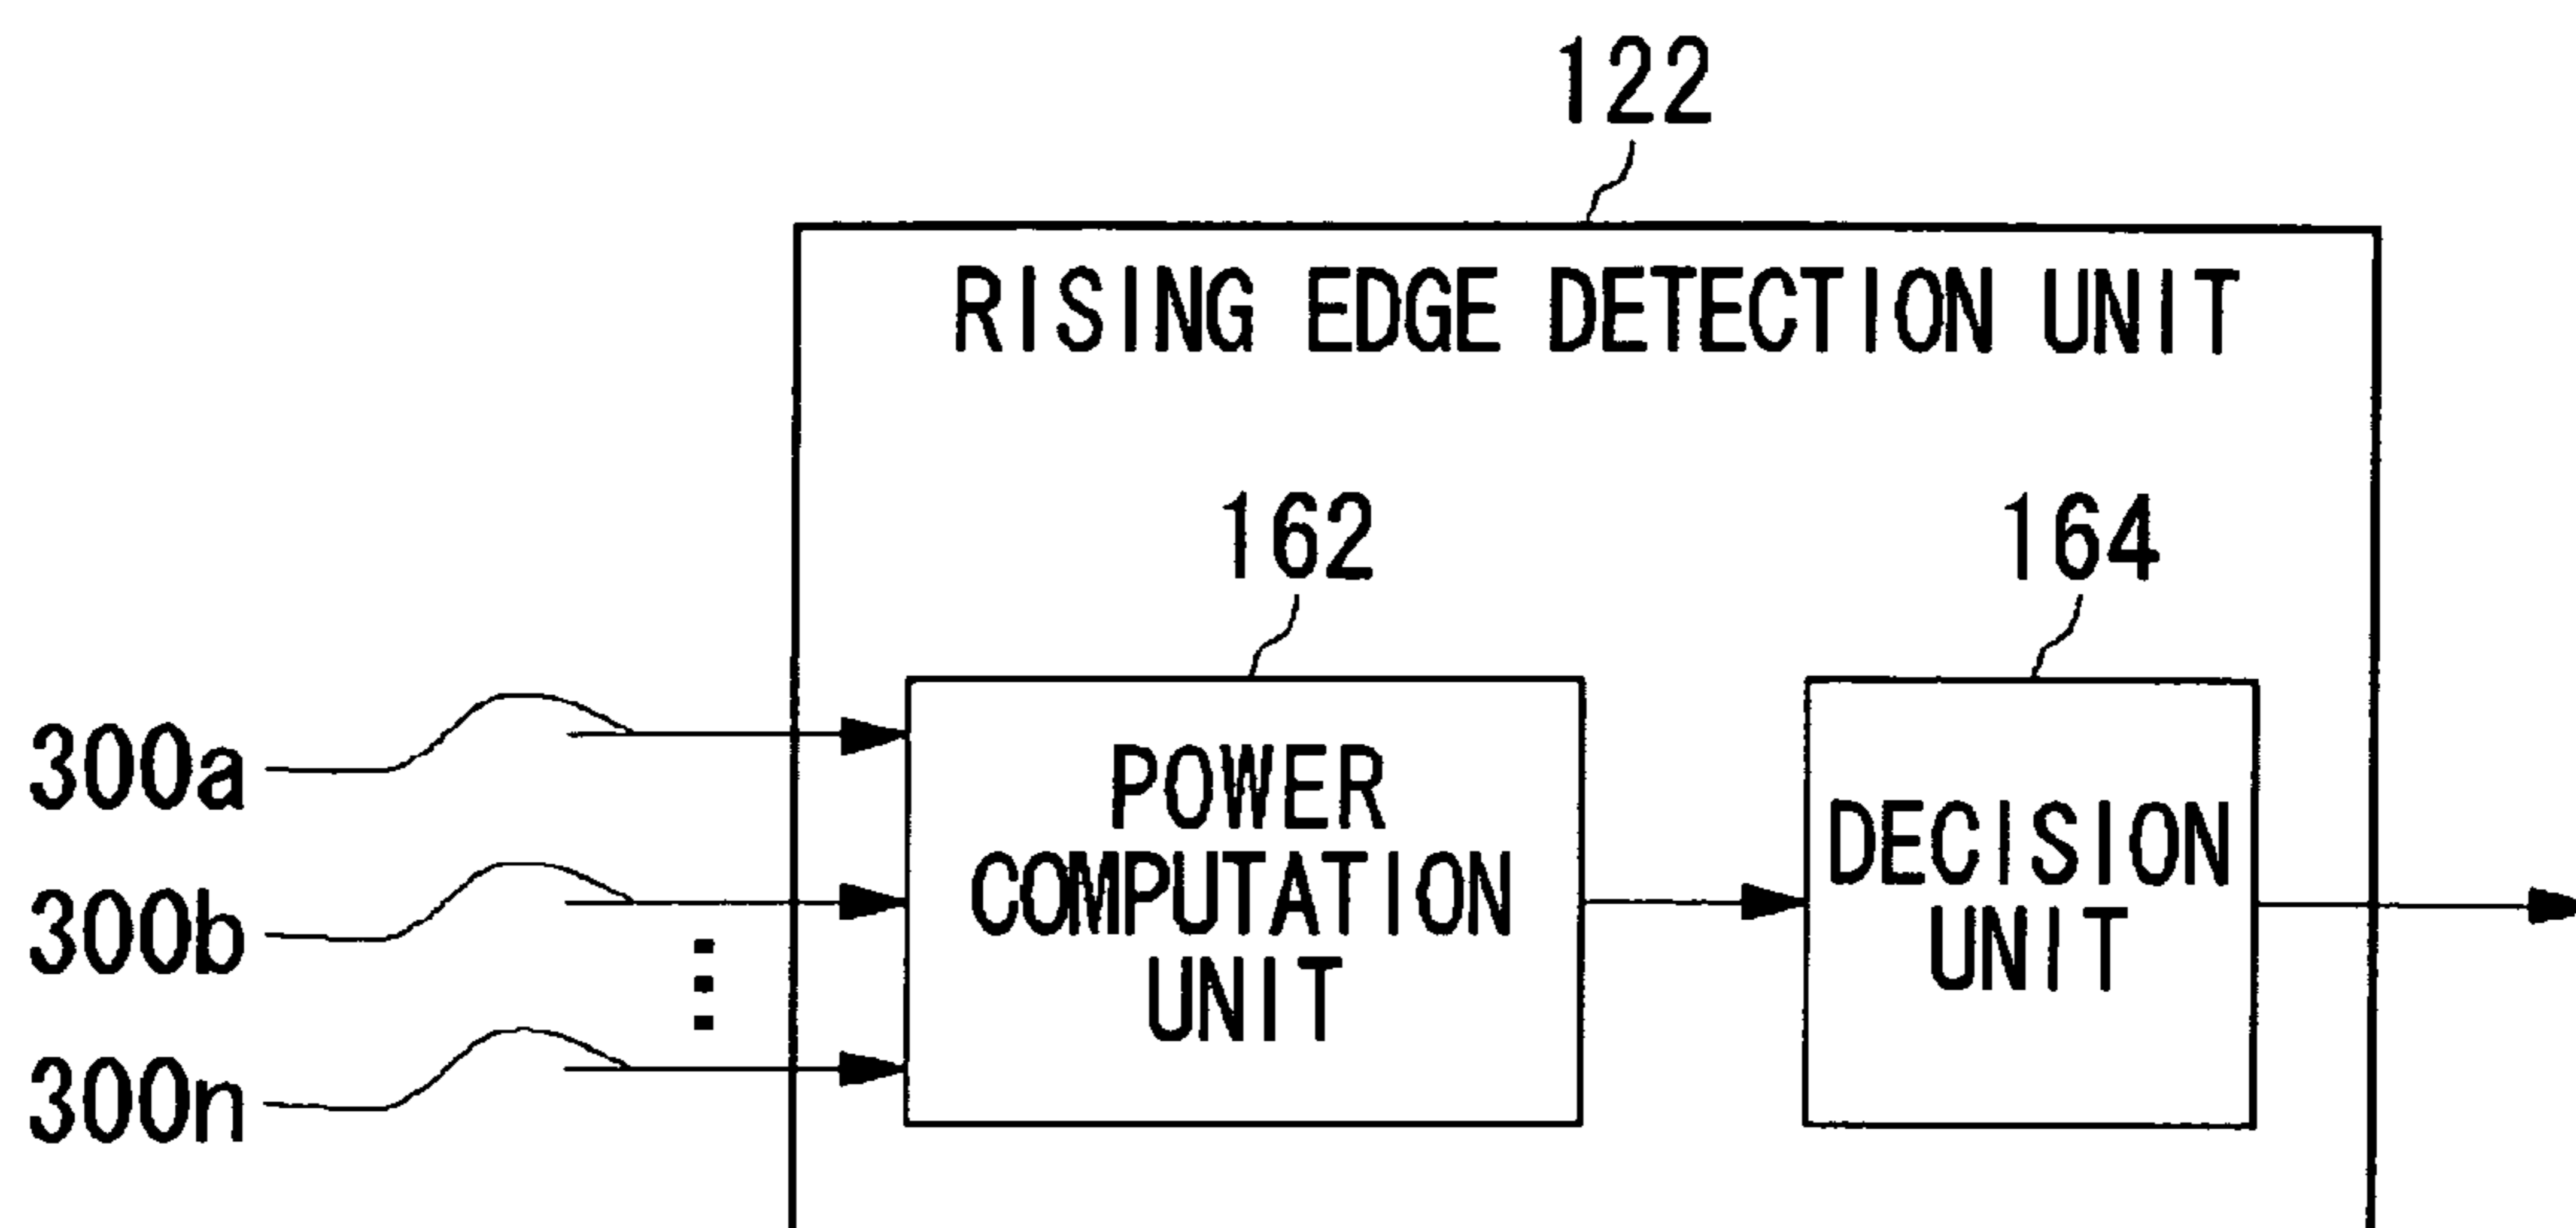 122
RISING EDGE DETECTION UNIT
162
164
300a
300b
300n
POWER
COMPUTATION
UNIT
DECISION
UNIT